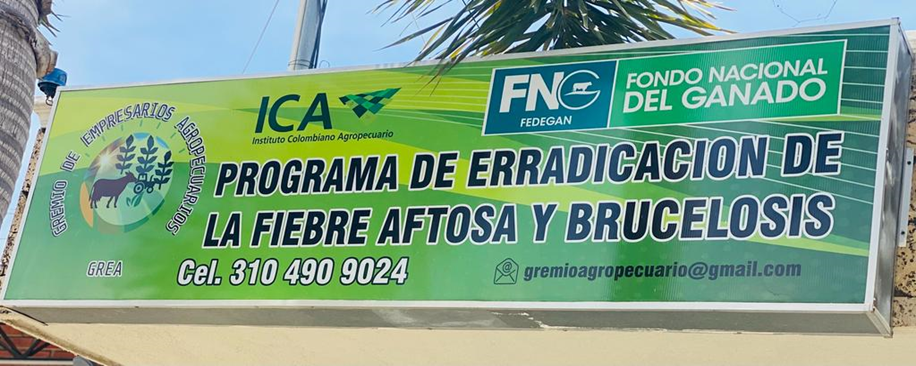 GREMIO DE EMPRESARIOS AGROPECUARIOS
GREA
ICA
Instituto Colombiano Agropecuario
FNG
FEDEGAN
FONDO NACIONAL
DEL GANADO
PROGRAMA DE ERRADICACION DE
LA FIEBRE AFTOSA Y BRUCELOSIS
Cel. 310 490 9024
gremioagropecuario@gmail.com